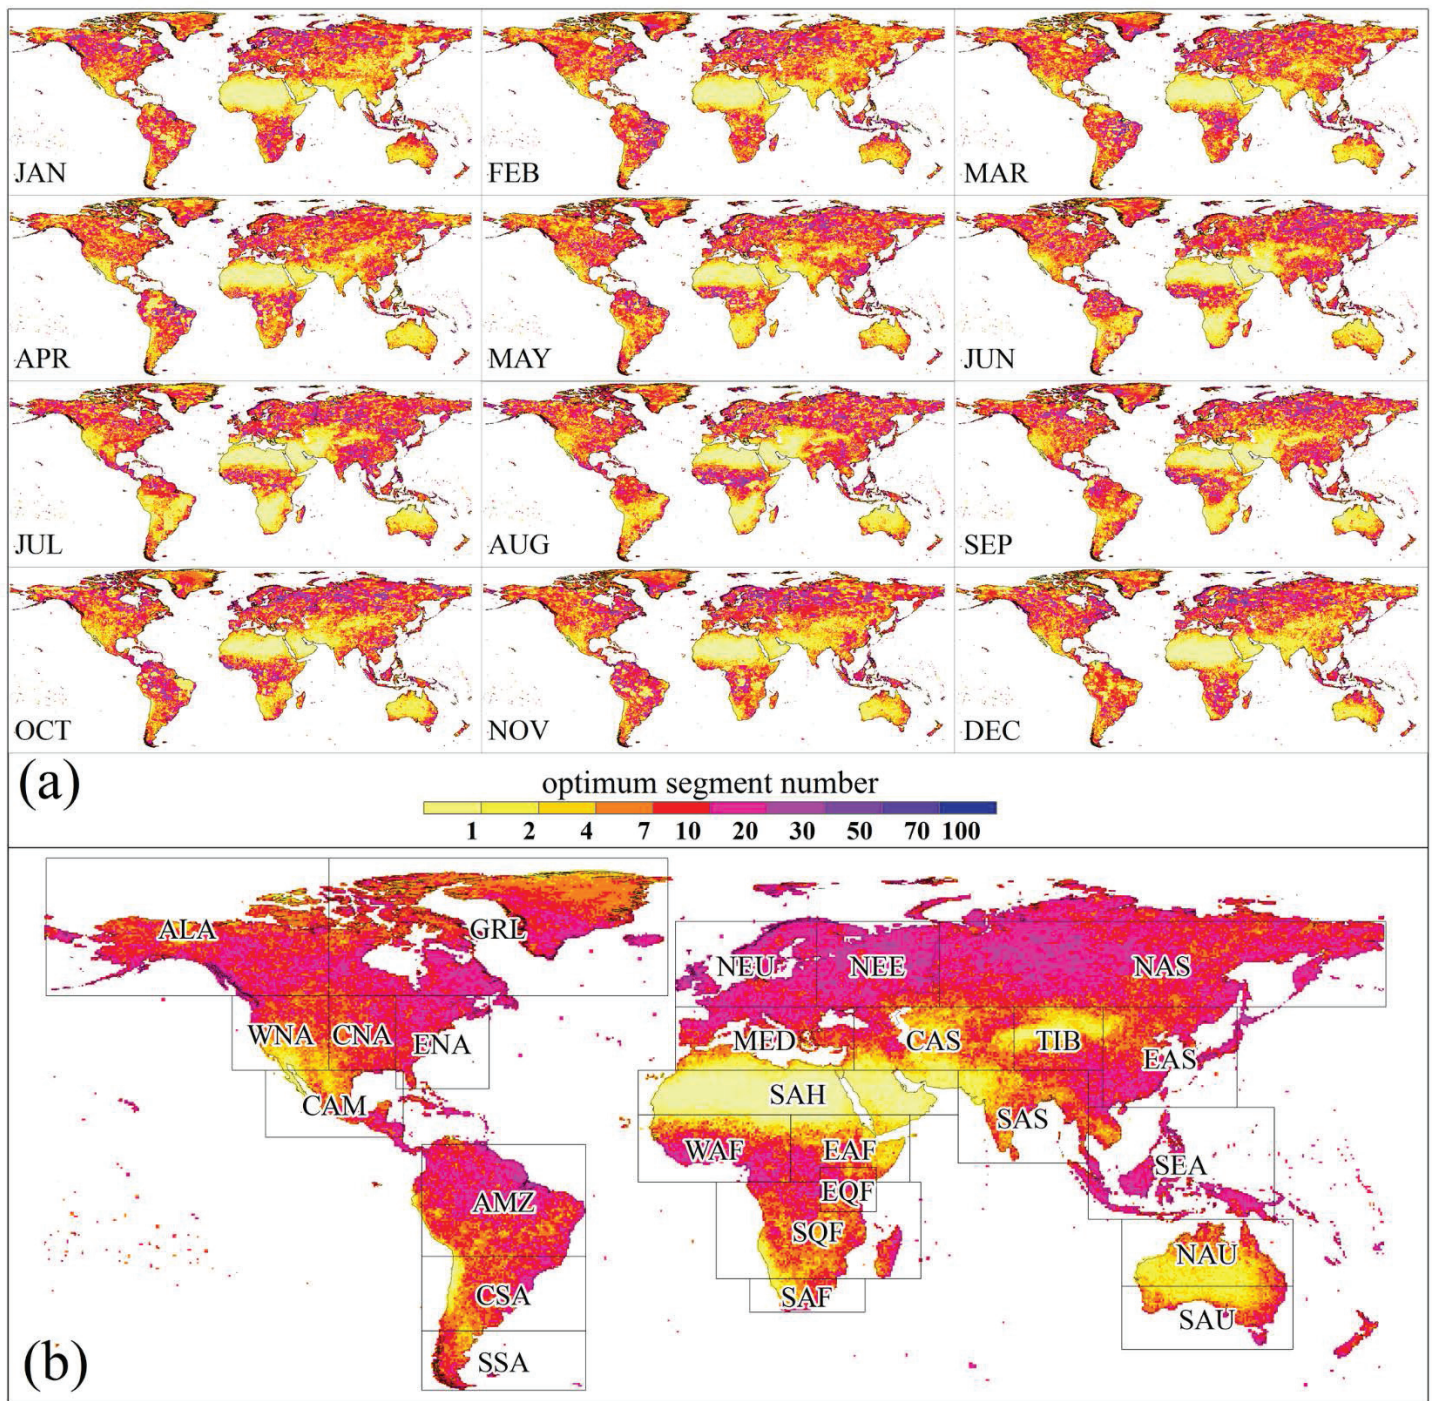 JAN FEB MAR
APR MAY JUN
JUL AUG SEP
OCT NOV DEC
(a)
optimum segment number
1 2 4 7 10 20 30 50 70 100
ALA GRL
NEU NEE NAS
WNA CNA ENA MED CAS TIB EAS
CAM SAH SAS
WAF EAF SEA
AMZ EQF
SQF NAU
CSA SAF SAU
SSA
(b)